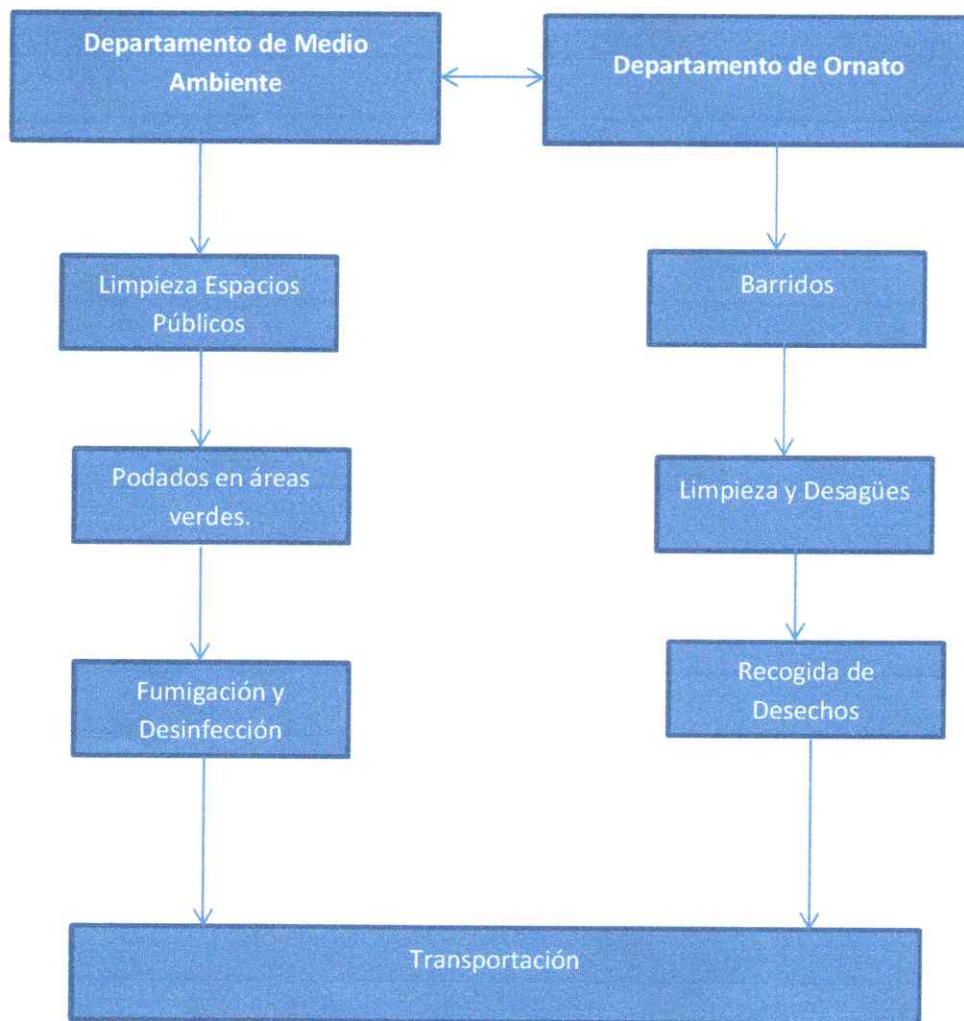 Departamento de Medio
Ambiente
Departamento de Ornato
Limpieza Espacios
Públicos
Podados en áreas
verdes.
Fumigación y
Desinfección
Barridos
Limpieza y Desagües
Recogida de
Desechos
Transportación